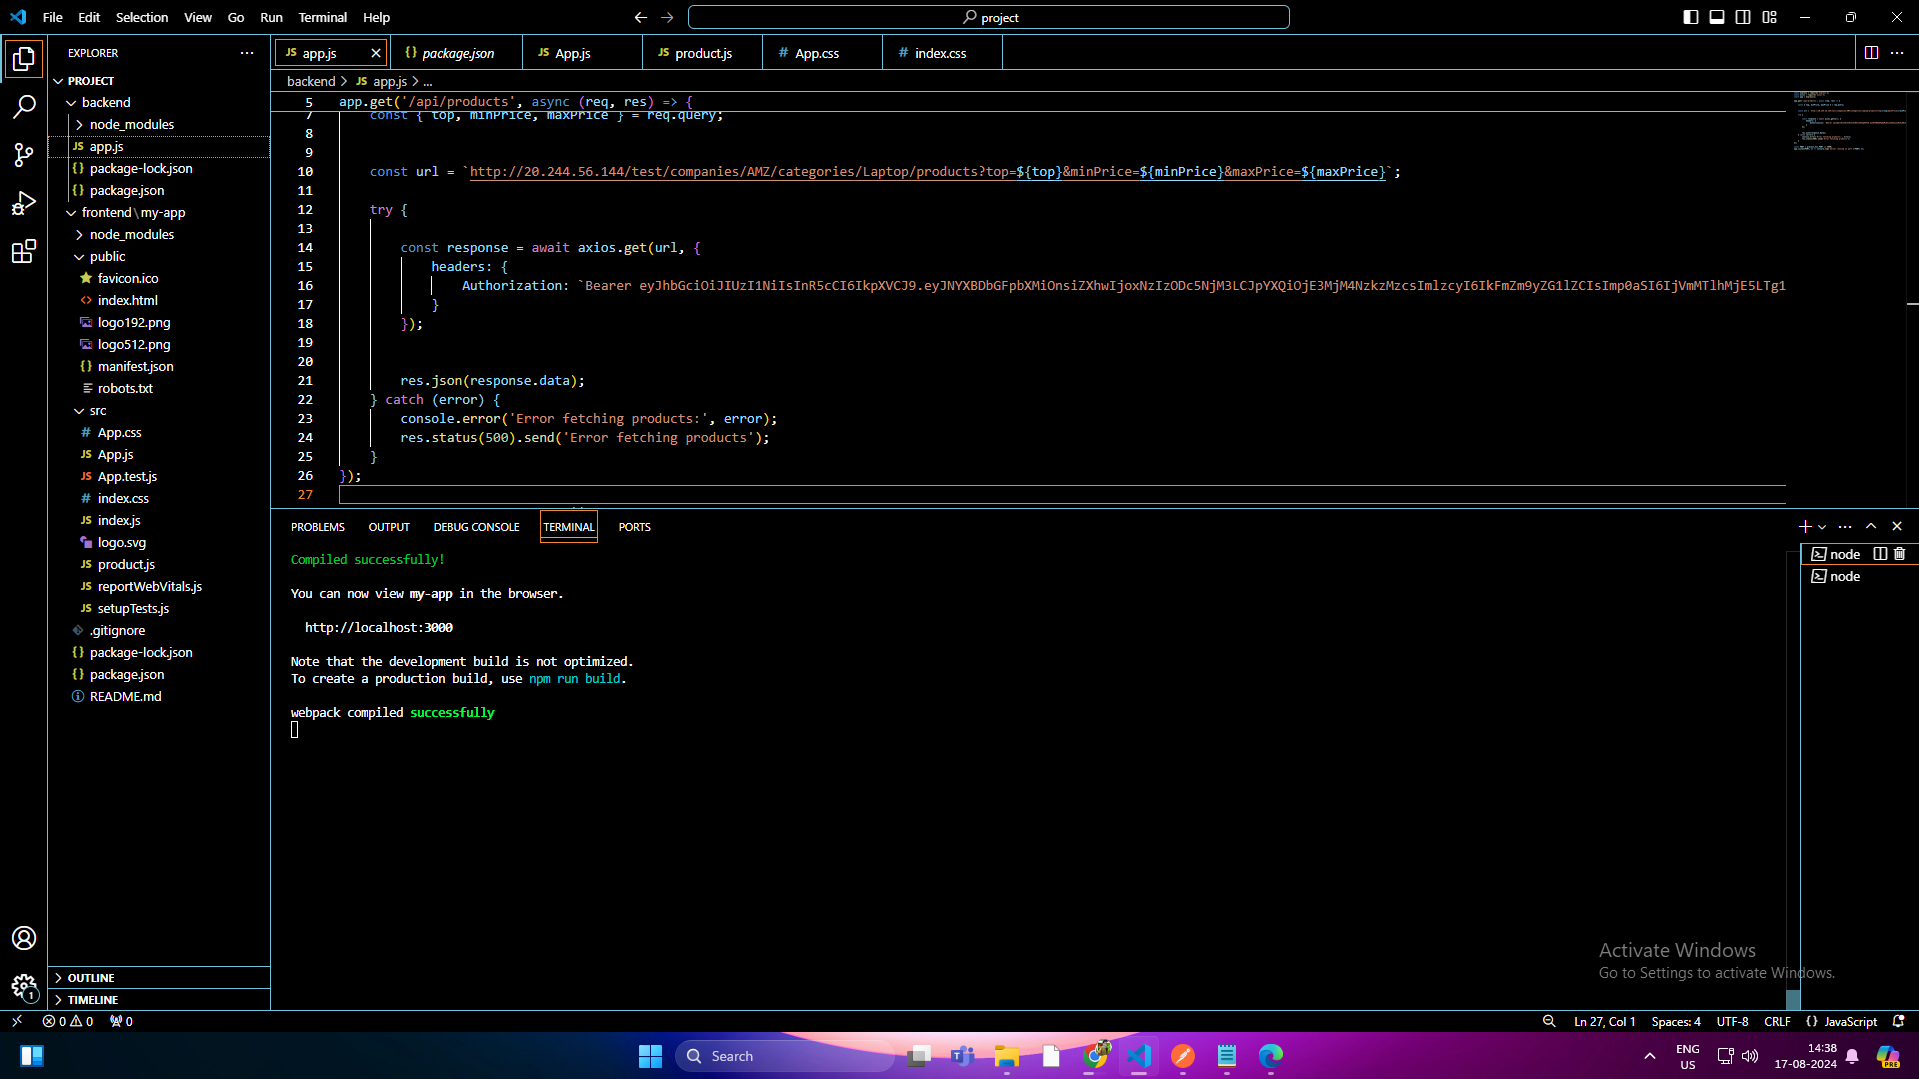 File Edit Selection View Go Run Terminal Help
project
EXPLORER
PROJECT
backend
node_modules
app.js
package-lock.json
package.json
frontend\my-app
node_modules
public
favicon.ico
index.html
logo192.png
logo512.png
manifest.json
robots.txt
src
App.css
App.js
App.test.js
index.css
index.js
logo.svg
product.js
reportWebVitals.js
setupTests.js
.gitignore
package-lock.json
package.json
README.md
OUTLINE
TIMELINE
app.js package.json App.js product.js App.css index.css
backend > app.js > ...
5 app.get('/api/products', async (req, res) => {
7 const { top, minPrice, maxPrice } = req.query;
8
9
10 const url = `http://20.244.56.144/test/companies/AMZ/categories/Laptop/products?top=${top}&minPrice=${minPrice}&maxPrice=${maxPrice}`;
11
12 try {
13
14 const response = await axios.get(url, {
15 headers: {
16 Authorization: `Bearer
17 }
18 });
19
20
21 res.json(response.data);
22 } catch (error) {
23 console.error('Error fetching products:', error);
24 res.status(500).send('Error fetching products');
25 }
26 });
27
PROBLEMS OUTPUT DEBUG CONSOLE TERMINAL PORTS
Compiled successfully!
You can now view my-app in the browser.
http://localhost:3000
Note that the development build is not optimized.
To create a production build, use npm run build.
webpack compiled successfully
node
node
Activate Windows
Go to Settings to activate Windows.
1
0 0 0
Ln 27, Col 1 Spaces: 4 UTF-8 CRLF {} JavaScript
Search
ENG
US
14:38
17-08-2024
PRE